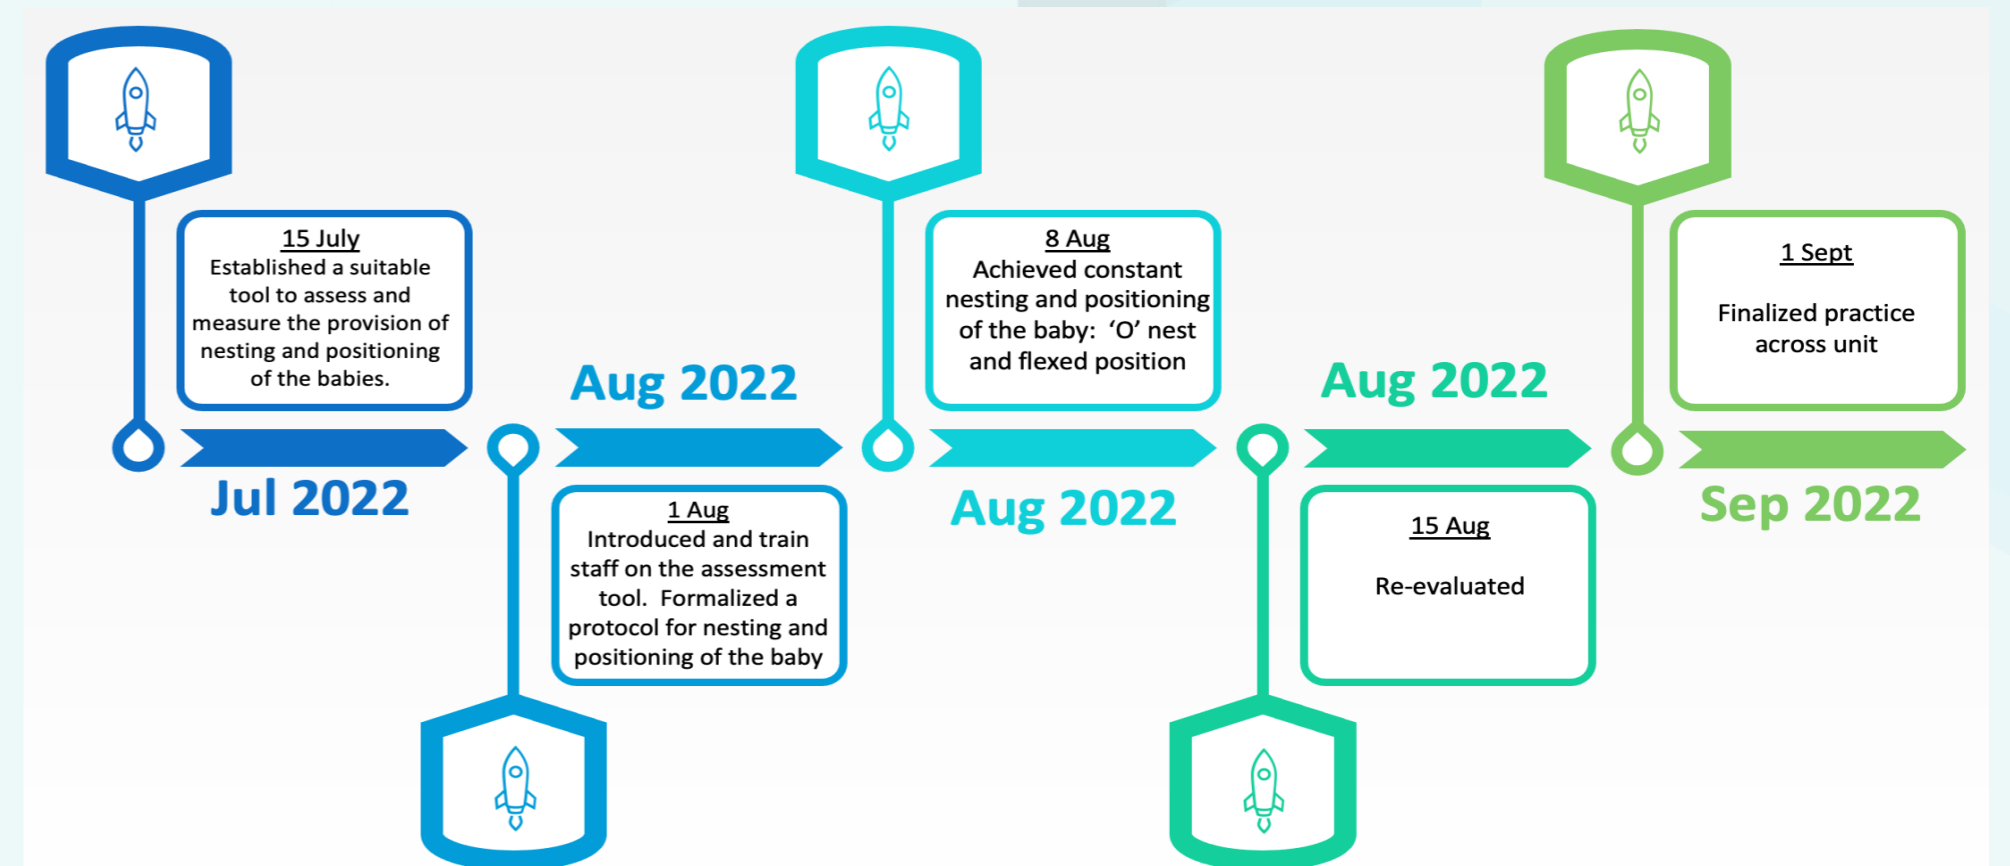 15 July
Established a suitable
tool to assess and
measure the provision of
nesting and positioning
of the babies.
Jul 2022
Aug 2022
1 Aug
Introduced and train
staff on the assessment
tool.  Formalized a
protocol for nesting and
positioning of the baby
8 Aug
Achieved constant
nesting and positioning
of the baby:  ‘O’ nest
and flexed position
Aug 2022
Aug 2022
15 Aug
Re-evaluated
1 Sept
Finalized practice
across unit
Sep 2022